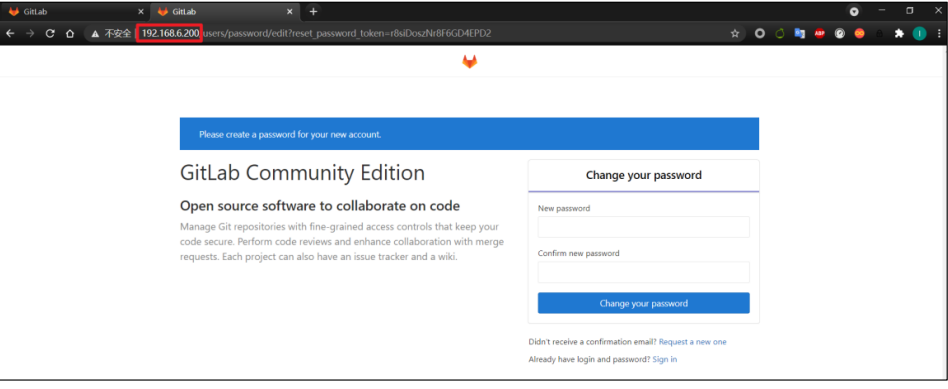 GitLab
GitLab
不安全 192.168.6.200/users/password/edit?reset_password_token=r8siDoszNr8F6GD4EPD2
ABP
Please create a password for your new account.
GitLab Community Edition
Open source software to collaborate on code
Manage Git repositories with fine-grained access controls that keep your
code secure. Perform code reviews and enhance collaboration with merge
requests. Each project can also have an issue tracker and a wiki.
Change your password
New password
Confirm new password
Change your password
Didn't receive a confirmation email? Request a new one
Already have login and password? Sign in